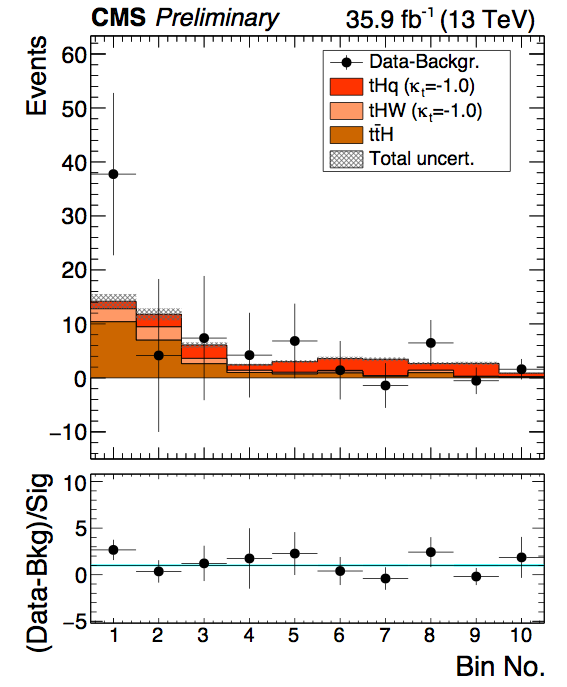 CMS Preliminary 35.9 fb⁻¹ (13 TeV)
Events
60
50
40
30
20
10
0
−10
Data-Backgr.
tHq (κₜ=-1.0)
tHW (κₜ=-1.0)
tt̄H
Total uncert.
(Data-Bkg)/Sig
10
5
0
−5
1 2 3 4 5 6 7 8 9 10
Bin No.